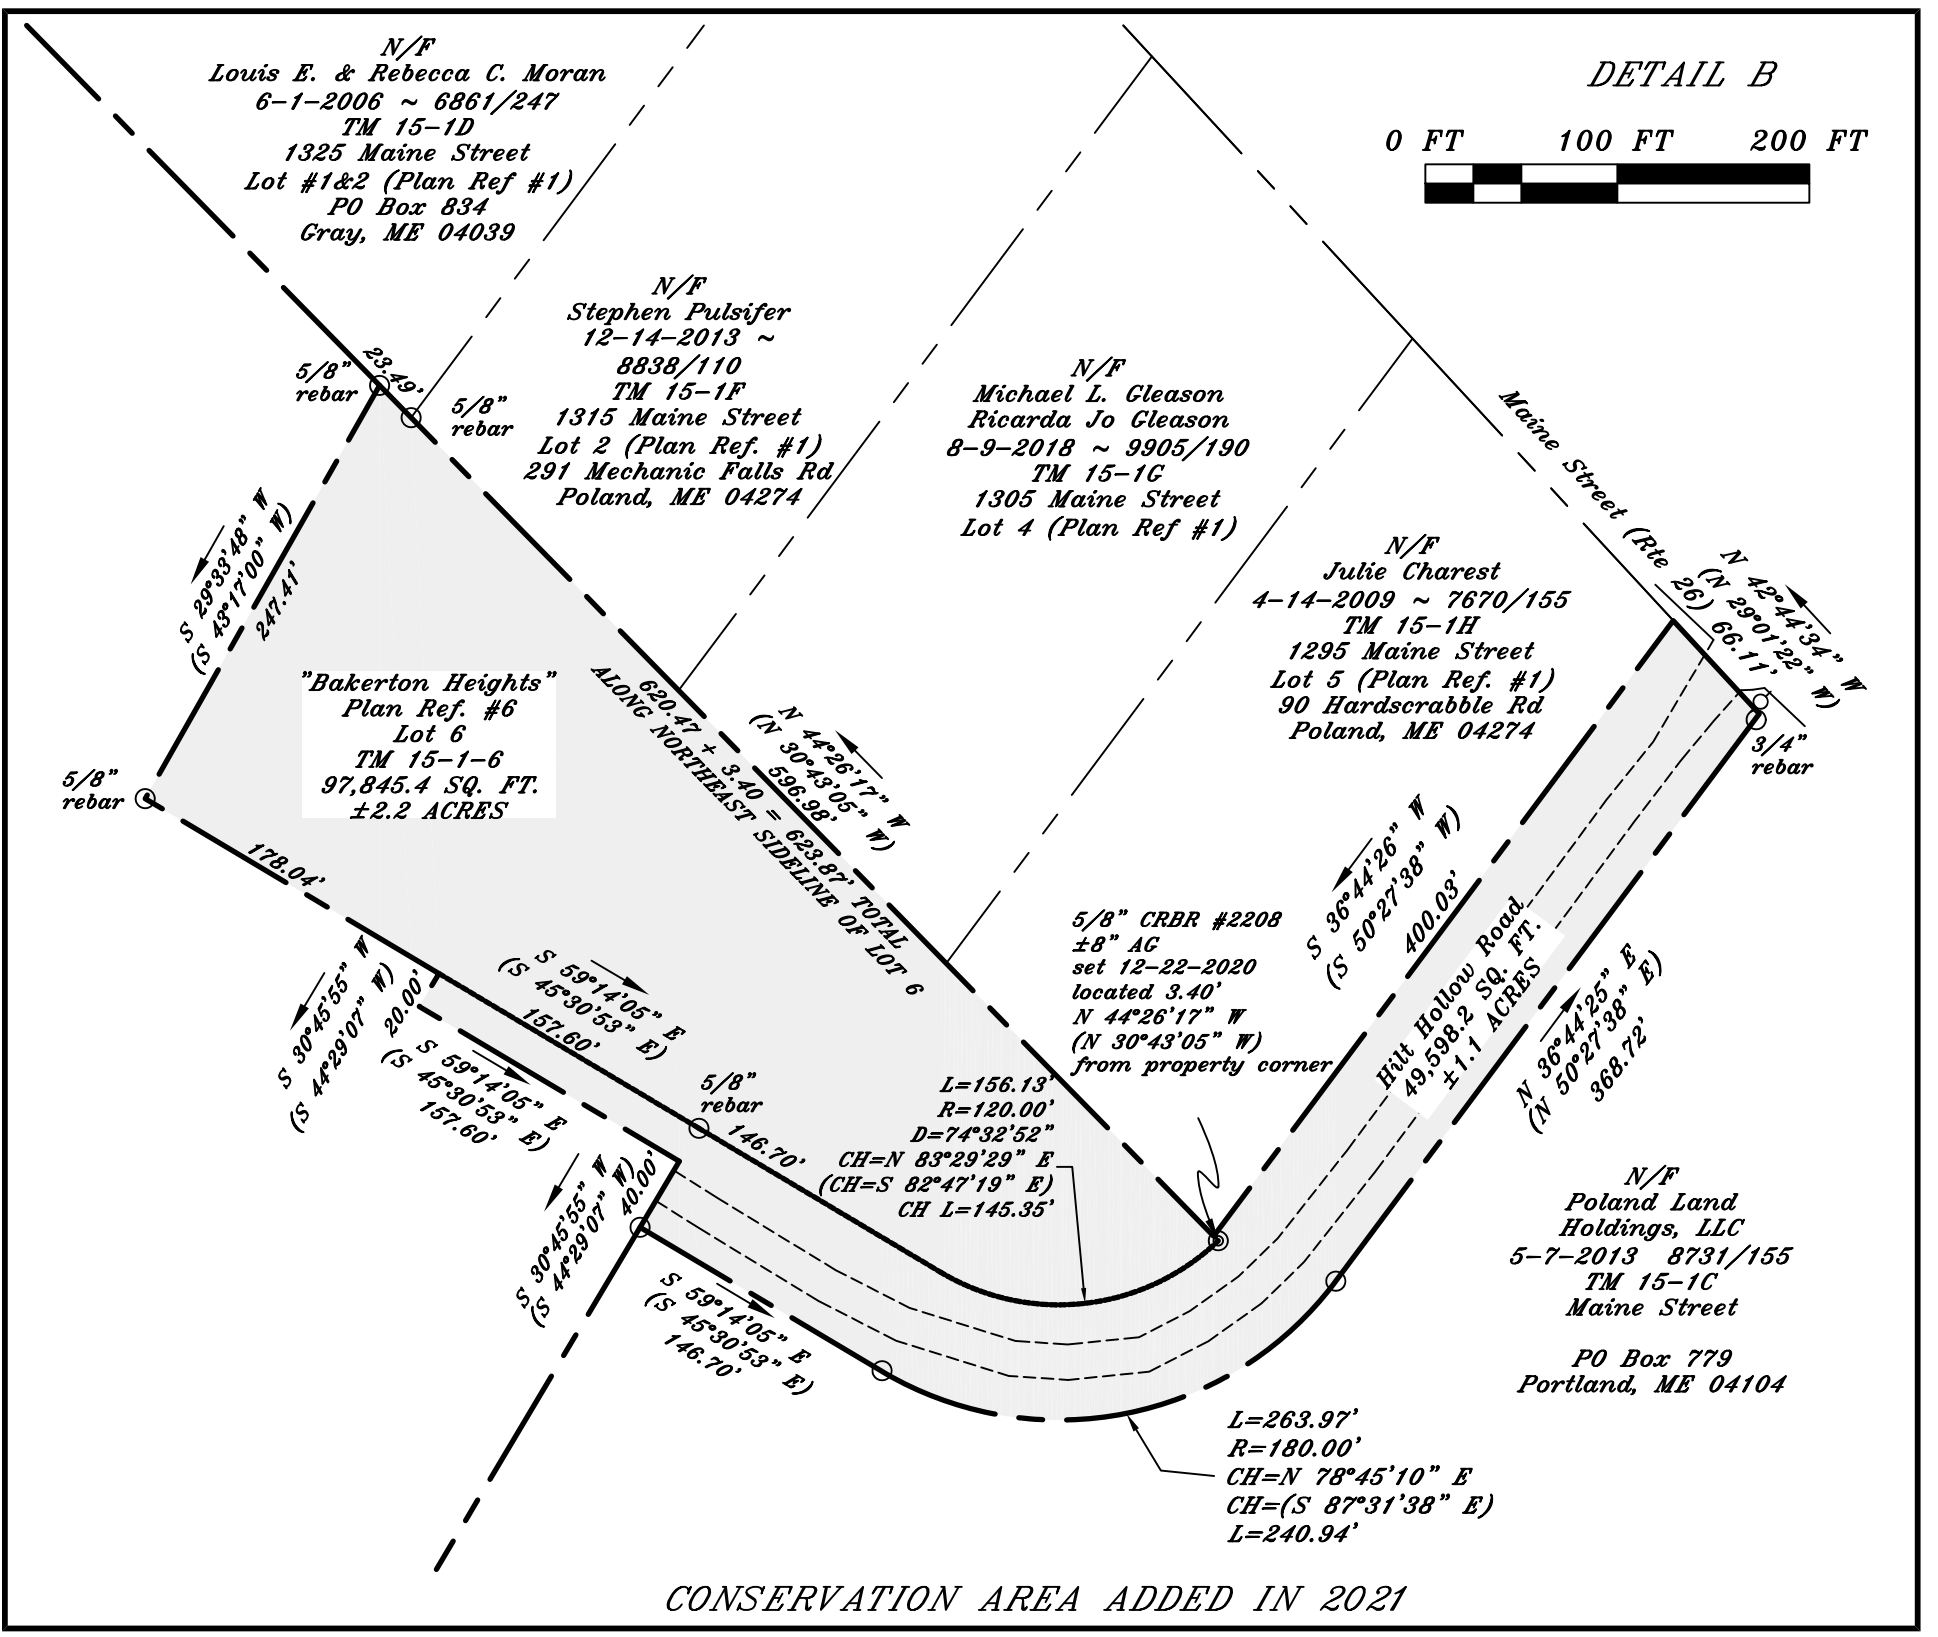 N/F
Louis E. & Rebecca C. Moran
6-1-2006 ~ 6861/247
TM 15-1D
1325 Maine Street
Lot #1&2 (Plan Ref #1)
PO Box 834
Gray, ME 04039
DETAIL B
0 FT 100 FT 200 FT
N/F
Stephen Pulsifer
12-14-2013 ~
8838/110
TM 15-1F
1315 Maine Street
Lot 2 (Plan Ref. #1)
291 Mechanic Falls Rd
Poland, ME 04274
N/F
Michael L. Gleason
Ricarda Jo Gleason
8-9-2018 ~ 9905/190
TM 15-1G
1305 Maine Street
Lot 4 (Plan Ref #1)
N/F
Julie Charest
4-14-2009 ~ 7670/155
TM 15-1H
1295 Maine Street
Lot 5 (Plan Ref. #1)
90 Hardscrabble Rd
Poland, ME 04274
Maine Street (Rte 26)
N 42°44'34" W
(N 29°01'22" W)
66.11'
3/4"
rebar
5/8"
rebar
23.49'
5/8"
rebar
S 29°33'48" W
(S 43°17'00" W)
247.41'
"Bakerton Heights"
Plan Ref. #6
Lot 6
TM 15-1-6
97,845.4 SQ. FT.
±2.2 ACRES
5/8"
rebar
N 44°26'17" W
(N 30°43'05" W)
596.98'
620.47 + 3.40 = 623.87' TOTAL
ALONG NORTHEAST SIDELINE OF LOT 6
178.04'
S 30°45'55" W
(S 44°29'07" W)
20.00'
S 59°14'05" E
(S 45°30'53" E)
157.60'
S 59°14'05" E
(S 45°30'53" E)
157.60'
5/8"
rebar
146.70'
S 30°45'55" W
(S 44°29'07" W)
40.00'
S 59°14'05" E
(S 45°30'53" E)
146.70'
5/8" CRBR #2208
±8" AG
set 12-22-2020
located 3.40'
N 44°26'17" W
(N 30°43'05" W)
from property corner
L=156.13'
R=120.00'
D=74°32'52"
CH=N 83°29'29" E
(CH=S 82°47'19" E)
CH L=145.35'
S 36°44'26" W
(S 50°27'38" W)
400.03'
Hilt Hollow Road
49,598.2 SQ. FT.
±1.1 ACRES
N 36°44'25" E
(N 50°27'38" E)
368.72'
N/F
Poland Land
Holdings, LLC
5-7-2013 8731/155
TM 15-1C
Maine Street
PO Box 779
Portland, ME 04104
L=263.97'
R=180.00'
CH=N 78°45'10" E
CH=(S 87°31'38" E)
L=240.94'
CONSERVATION AREA ADDED IN 2021